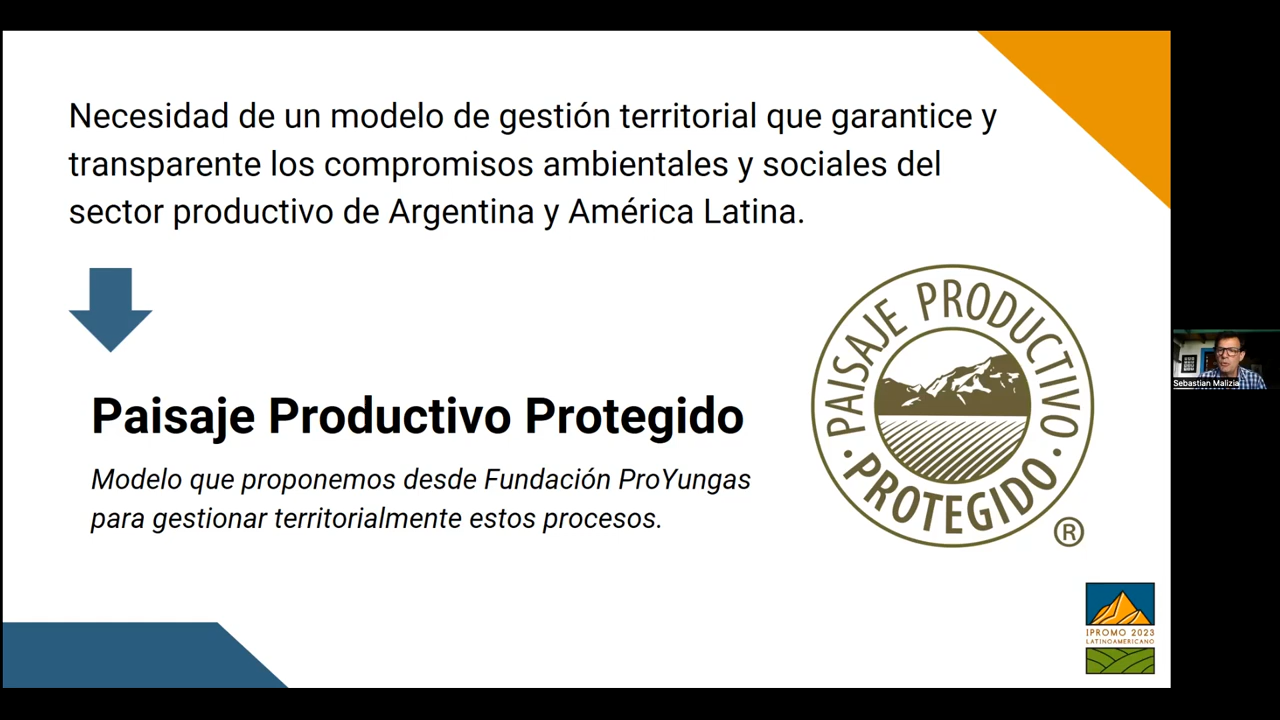 Necesidad de un modelo de gestión territorial que garantice y
transparente los compromisos ambientales y sociales del
sector productivo de Argentina y América Latina.
Paisaje Productivo Protegido
Modelo que proponemos desde Fundación ProYungas
para gestionar territorialmente estos procesos.
PAISAJE PRODUCTIVO
• PROTEGIDO •
®
IPROMO 2023
LATINOAMERICANO
Sebastian Malizia